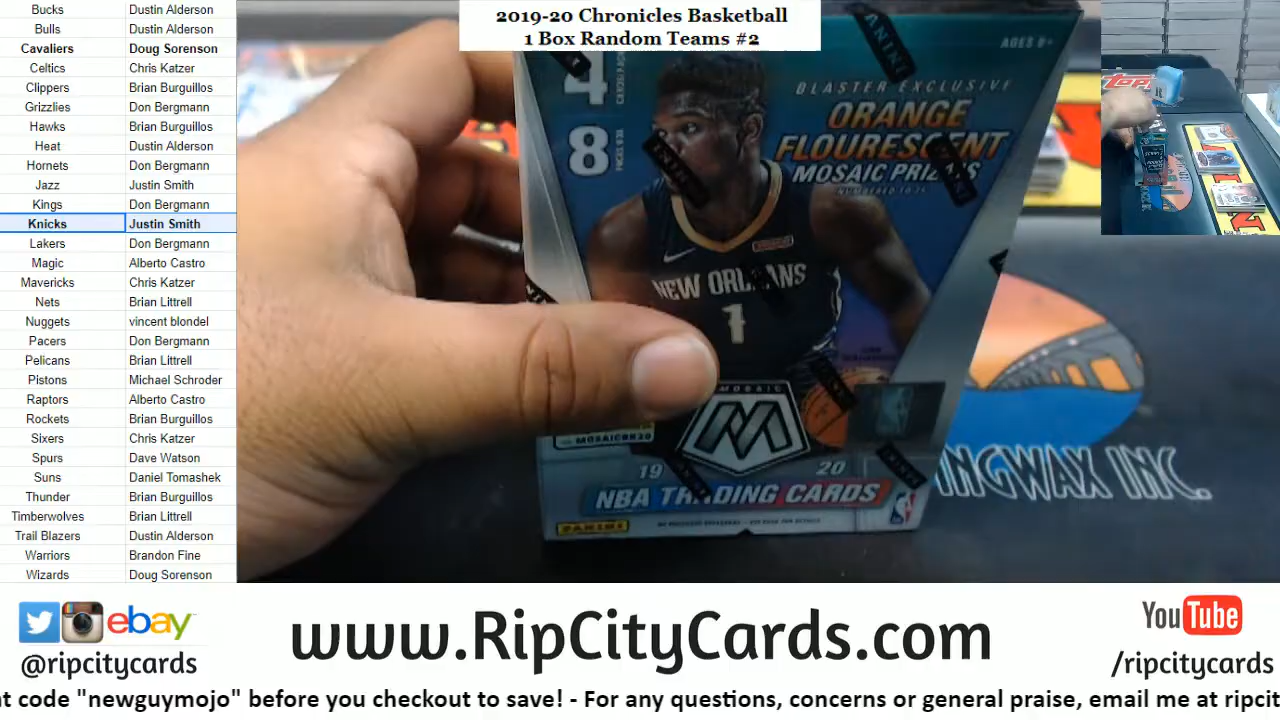 Bucks Dustin Alderson
Bulls Dustin Alderson
Cavaliers Doug Sorenson
Celtics Chris Katzer
Clippers Brian Burguillos
Grizzlies Don Bergmann
Hawks Brian Burguillos
Heat Dustin Alderson
Hornets Don Bergmann
Jazz Justin Smith
Kings Don Bergmann
Knicks Justin Smith
Lakers Don Bergmann
Magic Alberto Castro
Mavericks Chris Katzer
Nets Brian Littrell
Nuggets vincent blondel
Pacers Don Bergmann
Pelicans Brian Littrell
Pistons Michael Schroder
Raptors Alberto Castro
Rockets Brian Burguillos
Sixers Chris Katzer
Spurs Dave Watson
Suns Daniel Tomashek
Thunder Brian Burguillos
Timberwolves Brian Littrell
Trail Blazers Dustin Alderson
Warriors Brandon Fine
Wizards Doug Sorenson
2019-20 Chronicles Basketball
1 Box Random Teams #2
AGES 8+
4
8
BLASTER EXCLUSIVE
ORANGE
FLOURESCENT
MOSAIC PRIZMS
NEW ORLEANS
1
MOSAIC
M
19 20
NBA TRADING CARDS
PANINI
NGWAX INC.
TOPPS
ebay
@ripcitycards
www.RipCityCards.com
YouTube
/ripcitycards
t code "newguymojo" before you checkout to save! - For any questions, concerns or general praise, email me at ripcit